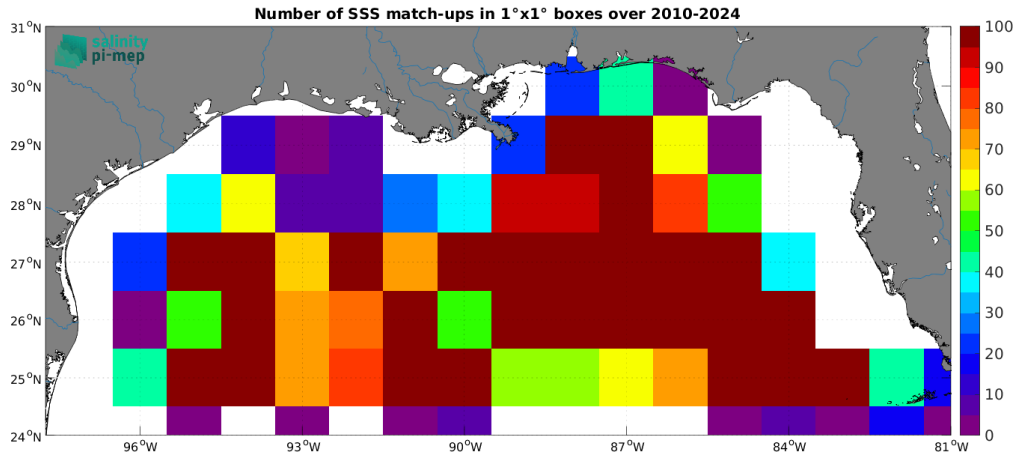 Number of SSS match-ups in 1°x1° boxes over 2010-2024
salinity
pi-mep
31°N
30°N
29°N
28°N
27°N
26°N
25°N
24°N
96°W
93°W
90°W
87°W
84°W
81°W
100
90
80
70
60
50
40
30
20
10
0